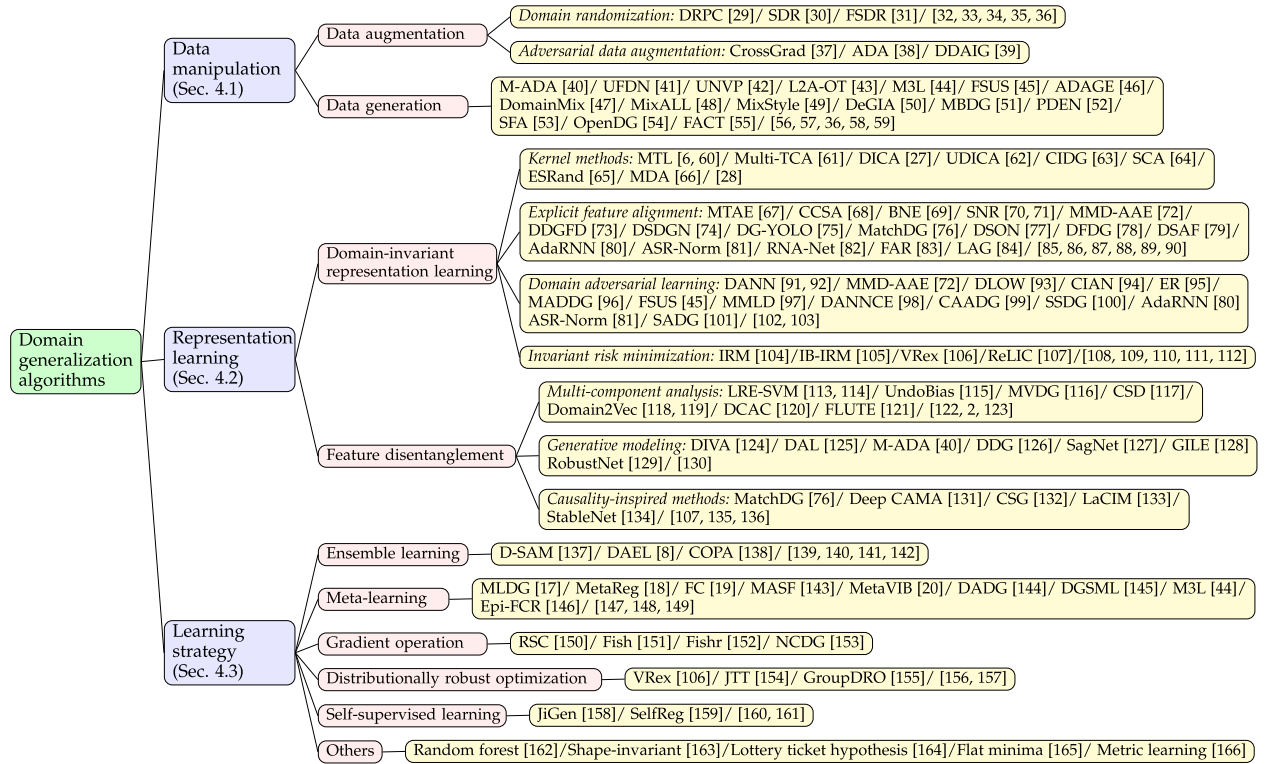 Domain
generalization
algorithms
Data
manipulation
(Sec. 4.1)
Data augmentation
Domain randomization: DRPC [29]/ SDR [30]/ FSDR [31]/ [32, 33, 34, 35, 36]
Adversarial data augmentation: CrossGrad [37]/ ADA [38]/ DDAIG [39]
Data generation
M-ADA [40]/ UFDN [41]/ UNVP [42]/ L2A-OT [43]/ M3L [44]/ FSUS [45]/ ADAGE [46]/
DomainMix [47]/ MixALL [48]/ MixStyle [49]/ DeGIA [50]/ MBDG [51]/ PDEN [52]/
SFA [53]/ OpenDG [54]/ FACT [55]/ [56, 57, 36, 58, 59]
Representation
learning
(Sec. 4.2)
Domain-invariant
representation learning
Kernel methods: MTL [6, 60]/ Multi-TCA [61]/ DICA [27]/ UDICA [62]/ CIDG [63]/ SCA [64]/
ESRand [65]/ MDA [66]/ [28]
Explicit feature alignment: MTAE [67]/ CCSA [68]/ BNE [69]/ SNR [70, 71]/ MMD-AAE [72]/
DDGFD [73]/ DSDGN [74]/ DG-YOLO [75]/ MatchDG [76]/ DSON [77]/ DFDG [78]/ DSAF [79]/
AdaRNN [80]/ ASR-Norm [81]/ RNA-Net [82]/ FAR [83]/ LAG [84]/ [85, 86, 87, 88, 89, 90]
Domain adversarial learning: DANN [91, 92]/ MMD-AAE [72]/ DLOW [93]/ CIAN [94]/ ER [95]/
MADDG [96]/ FSUS [45]/ MMLD [97]/ DANNCE [98]/ CAADG [99]/ SSDG [100]/ AdaRNN [80]
ASR-Norm [81]/ SADG [101]/ [102, 103]
Invariant risk minimization: IRM [104]/IB-IRM [105]/VRex [106]/ReLIC [107]/[108, 109, 110, 111, 112]
Feature disentanglement
Multi-component analysis: LRE-SVM [113, 114]/ UndoBias [115]/ MVDG [116]/ CSD [117]/
Domain2Vec [118, 119]/ DCAC [120]/ FLUTE [121]/ [122, 2, 123]
Generative modeling: DIVA [124]/ DAL [125]/ M-ADA [40]/ DDG [126]/ SagNet [127]/ GILE [128]
RobustNet [129]/ [130]
Causality-inspired methods: MatchDG [76]/ Deep CAMA [131]/ CSG [132]/ LaCIM [133]/
StableNet [134]/ [107, 135, 136]
Learning
strategy
(Sec. 4.3)
Ensemble learning
D-SAM [137]/ DAEL [8]/ COPA [138]/ [139, 140, 141, 142]
Meta-learning
MLDG [17]/ MetaReg [18]/ FC [19]/ MASF [143]/ MetaVIB [20]/ DADG [144]/ DGSML [145]/ M3L [44]/
Epi-FCR [146]/ [147, 148, 149]
Gradient operation
RSC [150]/ Fish [151]/ Fishr [152]/ NCDG [153]
Distributionally robust optimization
VRex [106]/ JTT [154]/ GroupDRO [155]/ [156, 157]
Self-supervised learning
JiGen [158]/ SelfReg [159]/ [160, 161]
Others
Random forest [162]/Shape-invariant [163]/Lottery ticket hypothesis [164]/Flat minima [165]/ Metric learning [166]